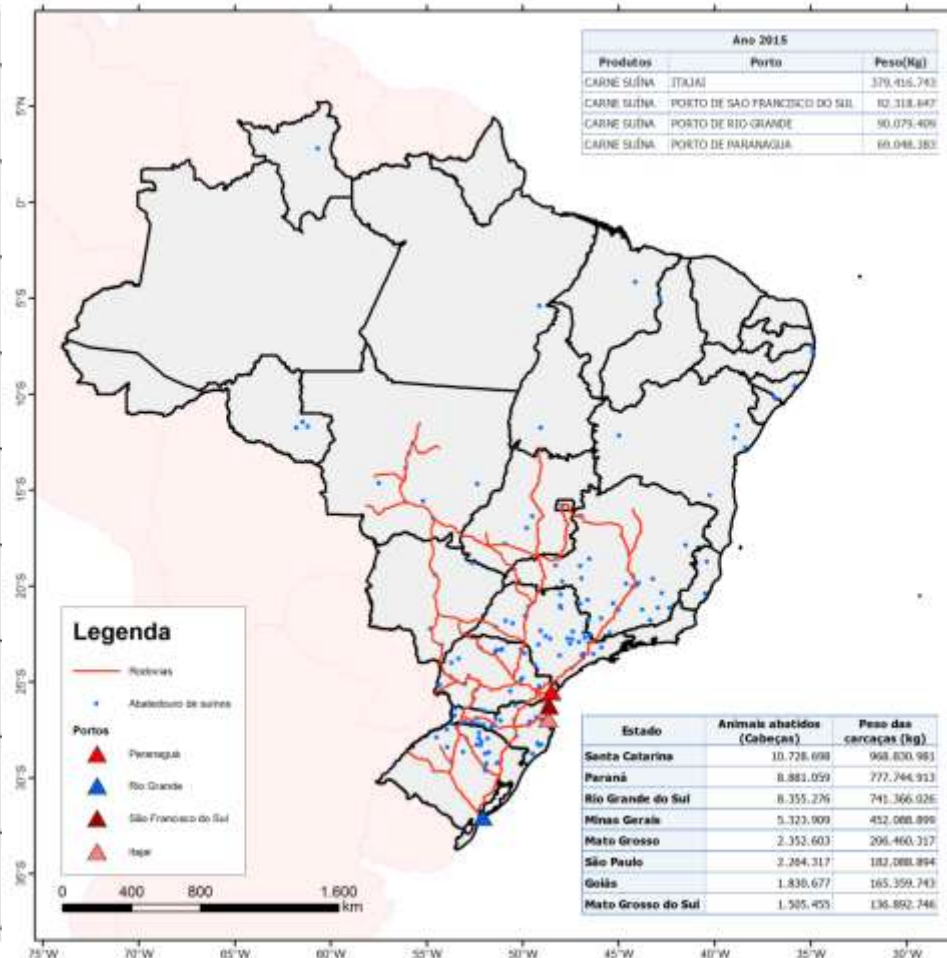 Ano 2015
Produtos Porto Peso(Kg)
CARNE SUÍNA ITAJAI 379.416.743
CARNE SUÍNA PORTO DE SAO FRANCISCO DO SUL 82.318.647
CARNE SUÍNA PORTO DE RIO GRANDE 90.079.409
CARNE SUÍNA PORTO DE PARANAGUA 69.048.383
5°N
0°
5°S
10°S
15°S
20°S
25°S
30°S
35°S
Legenda
Rodovias
Abatedouro de suínos
Portos
Paranaguá
Rio Grande
São Francisco do Sul
Itajaí
0 400 800 1.600
km
Estado Animais abatidos (Cabeças) Peso das carcaças (kg)
Santa Catarina 10.728.698 968.830.981
Paraná 8.881.059 777.744.913
Rio Grande do Sul 8.355.276 741.366.026
Minas Gerais 5.323.909 452.088.899
Mato Grosso 2.352.603 206.460.317
São Paulo 2.264.317 182.088.894
Goiás 1.830.677 165.359.743
Mato Grosso do Sul 1.505.455 136.892.746
75°W 70°W 65°W 60°W 55°W 50°W 45°W 40°W 35°W 30°W